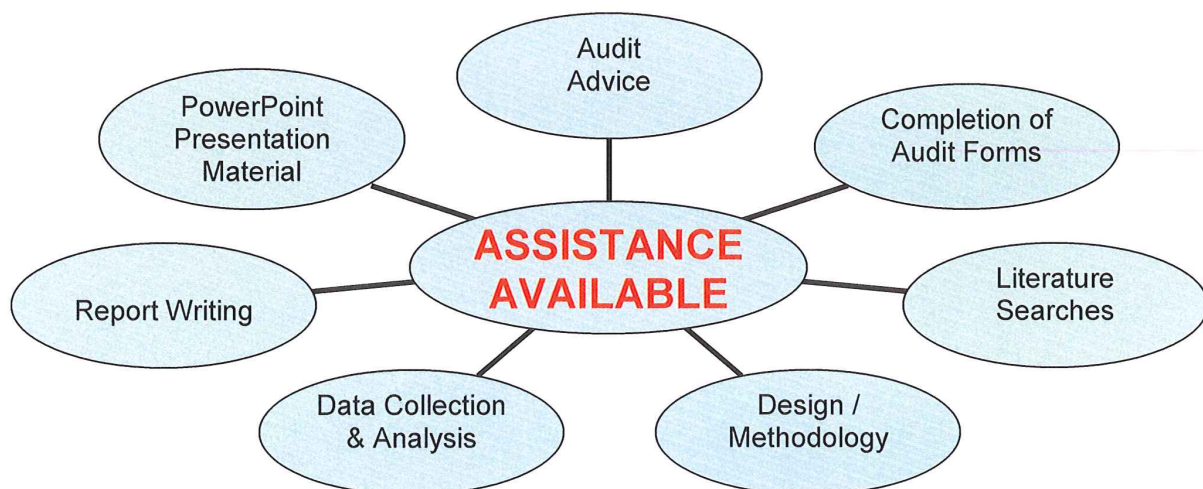 Audit
Advice
PowerPoint
Presentation
Material
Completion of
Audit Forms
ASSISTANCE
AVAILABLE
Report Writing
Literature
Searches
Data Collection
& Analysis
Design /
Methodology